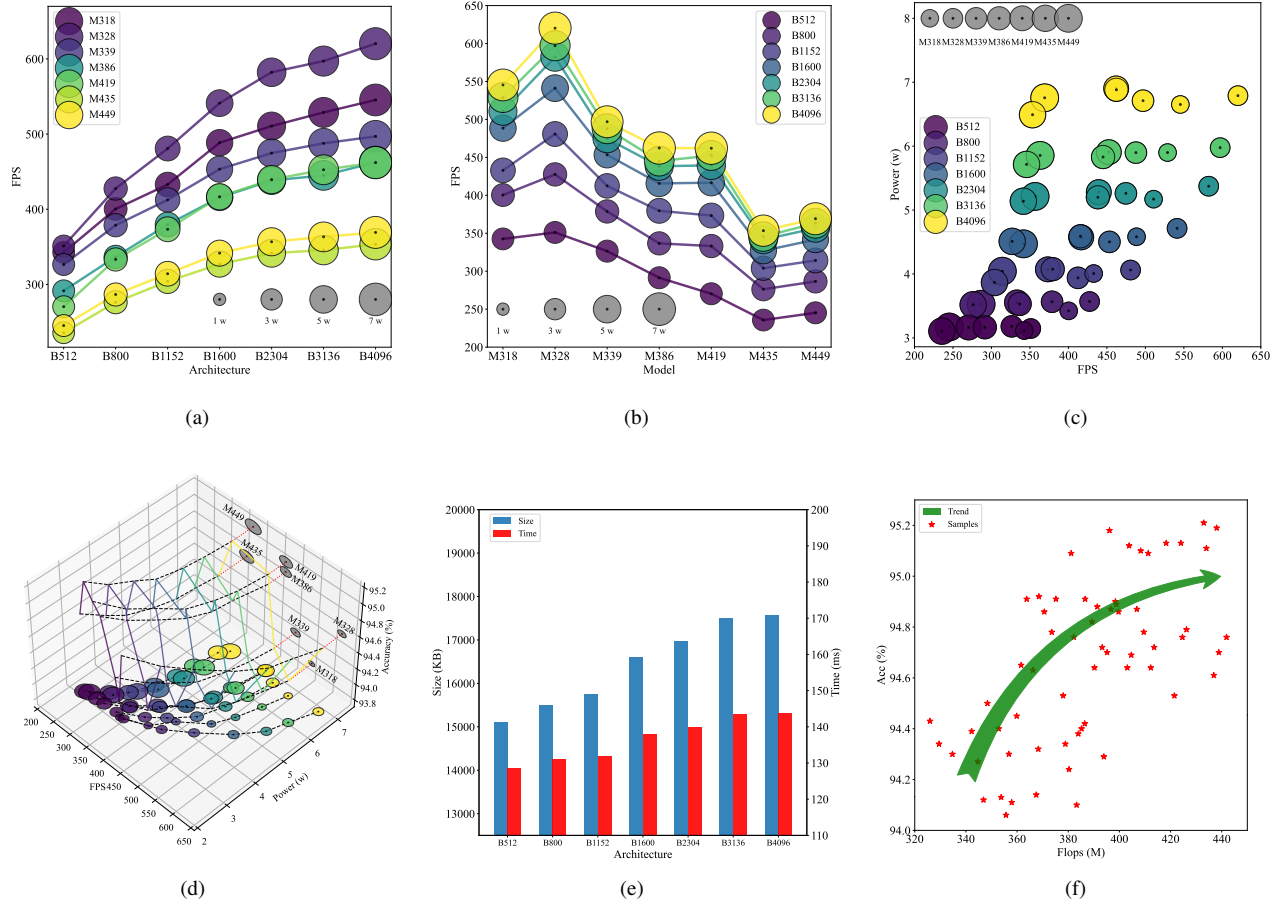 M318
M328
M339
M386
M419
M435
M449
600
500
400
300
FPS
1 w
3 w
5 w
7 w
B512
B800
B1152
B1600
B2304
B3136
B4096
Architecture
(a)
650
600
550
500
450
400
350
300
250
200
FPS
B512
B800
B1152
B1600
B2304
B3136
B4096
1 w
3 w
5 w
7 w
M318
M328
M339
M386
M419
M435
M449
Model
(b)
8
7
6
5
4
3
Power (w)
M318
M328
M339
M386
M419
M435
M449
B512
B800
B1152
B1600
B2304
B3136
B4096
200
250
300
350
400
450
500
550
600
650
FPS
(c)
M449
M435
M419
M386
M339
M328
M318
95.2
95.0
94.8
94.6
94.4
94.2
94.0
93.8
Accuracy (%)
200
250
300
350
400
FPS
450
500
550
600
650
2
3
4
5
6
7
Power (w)
(d)
20000
19000
18000
17000
16000
15000
14000
13000
Size (KB)
Size
Time
200
190
180
170
160
150
140
130
120
110
Time (ms)
B512
B800
B1152
B1600
B2304
B3136
B4096
Architecture
(e)
95.2
95.0
94.8
94.6
94.4
94.2
94.0
Acc (%)
Trend
Samples
320
340
360
380
400
420
440
Flops (M)
(f)